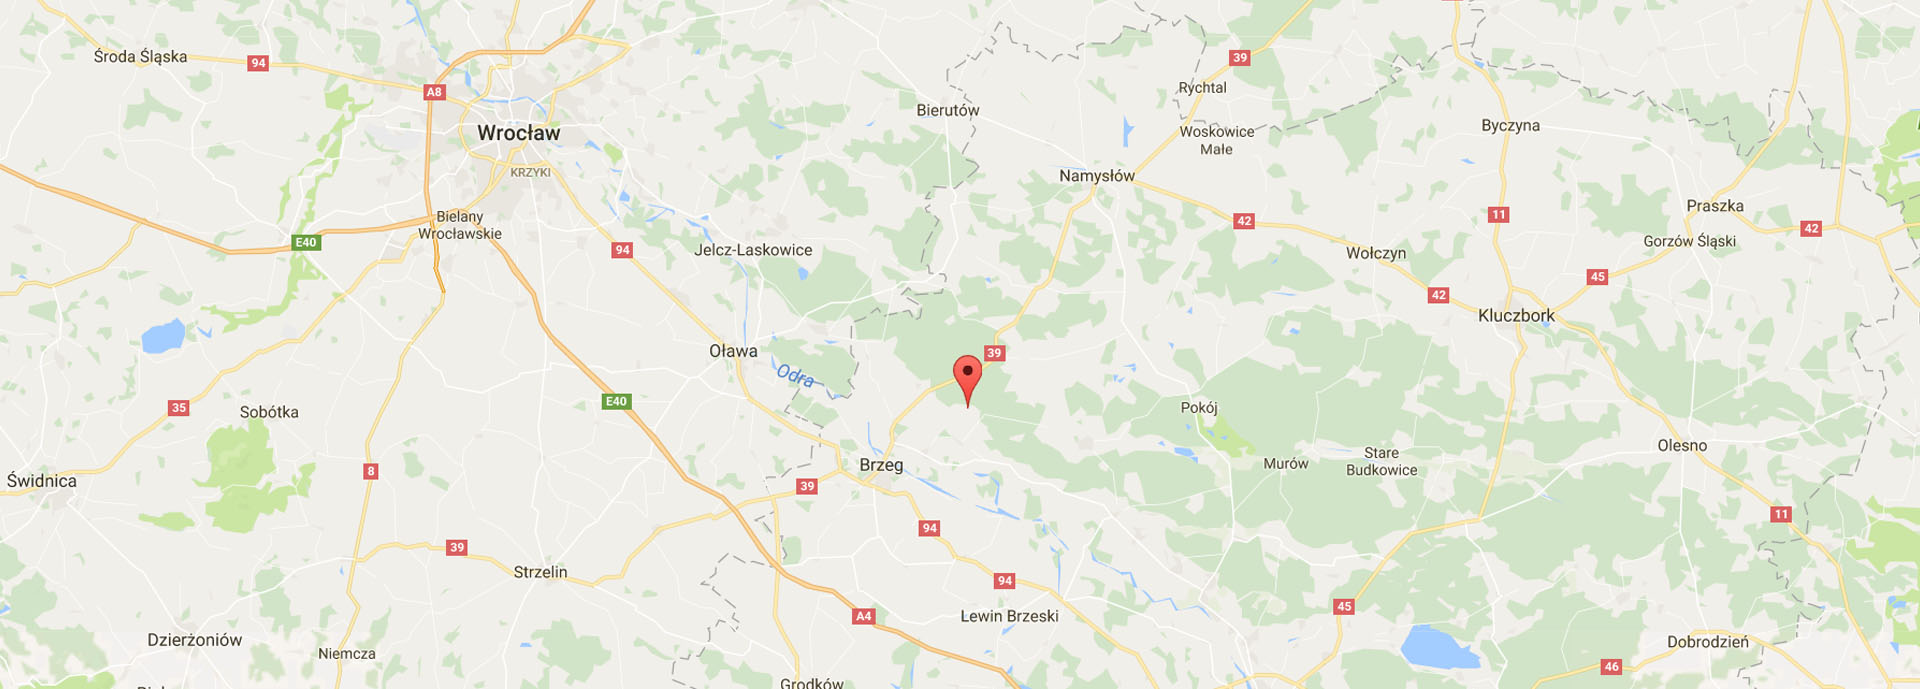 39
Środa Śląska
94
Rychtal
A8
Bierutów
Wrocław
Woskowice
Małe
Byczyna
KRZYKI
Namysłów
Praszka
Bielany
Wrocławskie
11
42
42
E40
94
Jelcz-Laskowice
Gorzów Śląski
Wołczyn
45
42
Kluczbork
Oława
39
Odra
E40
35
Sobótka
Pokój
Olesno
Stare
Budkowice
Murów
Brzeg
8
Świdnica
39
11
94
39
Strzelin
94
45
A4
Lewin Brzeski
Dzierżoniów
Dobrodzień
Niemcza
46
Grodków